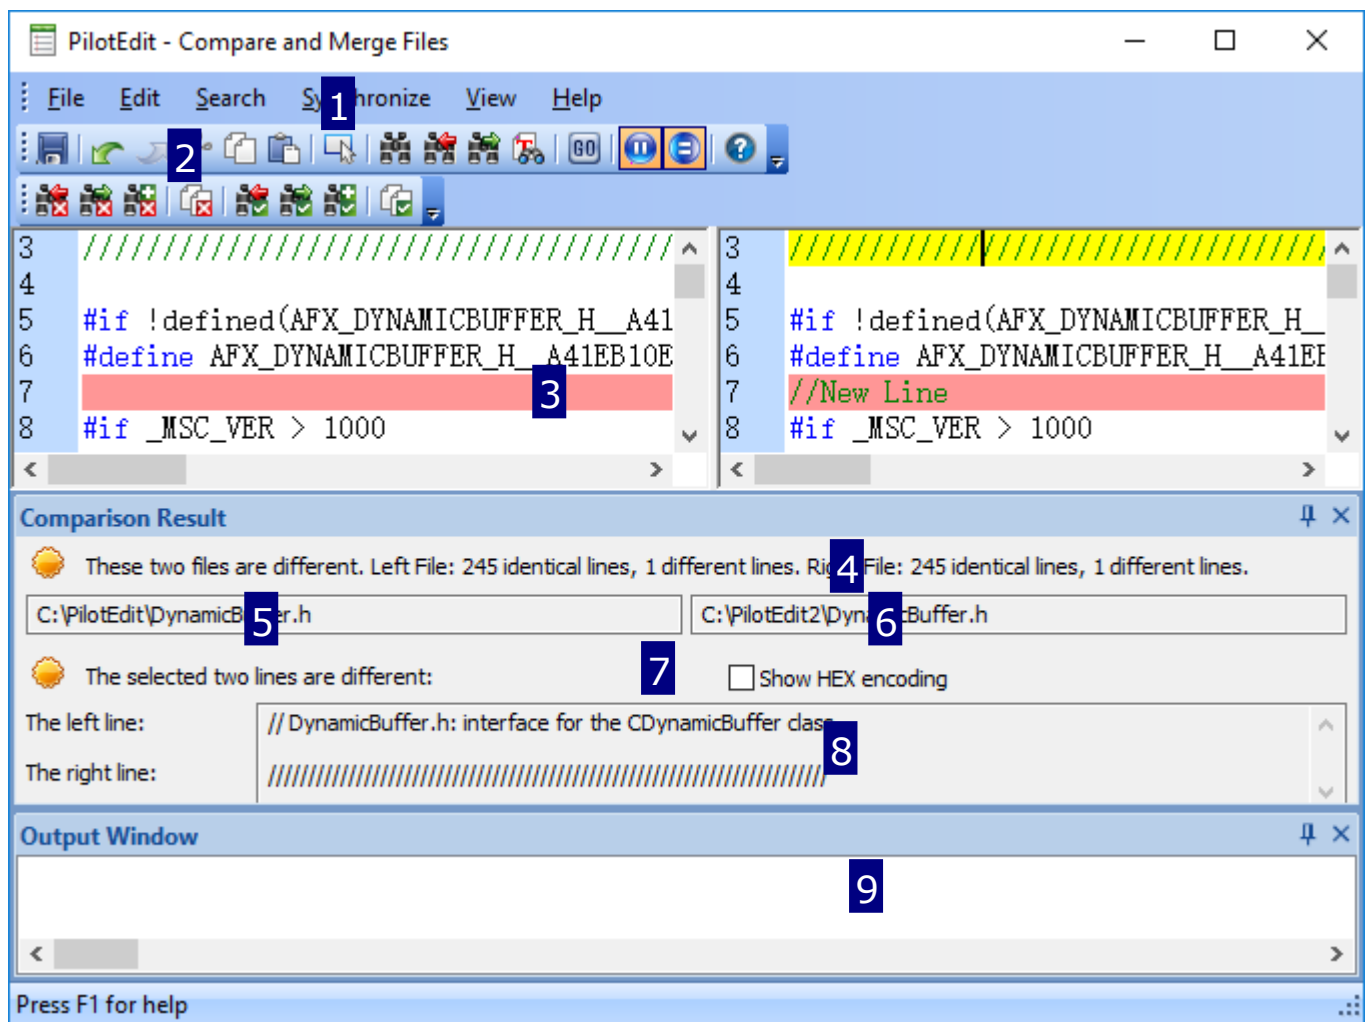 PilotEdit - Compare and Merge Files
File Edit Search Synchronize View Help
1
2
GO
3 ///////////////////////////////////// 3 //////////////////////////////////
4 4
5 #if !defined(AFX_DYNAMICBUFFER_H__A41 5 #if !defined(AFX_DYNAMICBUFFER_H__
6 #define AFX_DYNAMICBUFFER_H__A41EB10E 6 #define AFX_DYNAMICBUFFER_H__A41EF
7 3 7 //New Line
8 #if _MSC_VER > 1000 8 #if _MSC_VER > 1000
Comparison Result
These two files are different. Left File: 245 identical lines, 1 different lines. Right File: 245 identical lines, 1 different lines.
4
C:\PilotEdit\DynamicBuffer.h C:\PilotEdit2\DynamicBuffer.h
5 6
The selected two lines are different: 7 Show HEX encoding
The left line: // DynamicBuffer.h: interface for the CDynamicBuffer class.
8
The right line: //////////////////////////////////////////////////////////////////////
Output Window
9
Press F1 for help